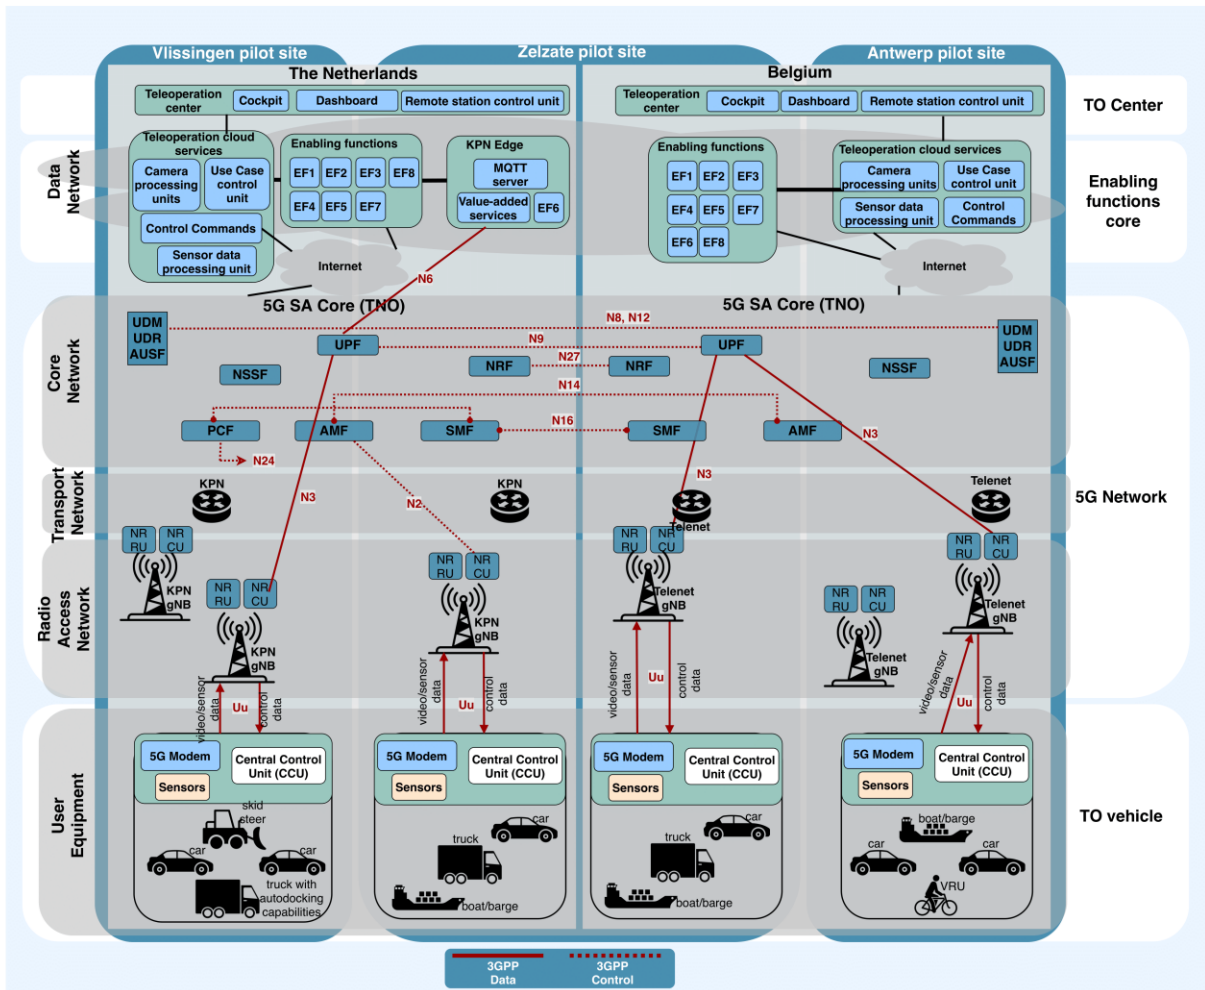 Vlissingen pilot site
Zelzate pilot site
Antwerp pilot site
The Netherlands
Belgium
Teleoperation
center
Cockpit
Dashboard
Remote station control unit
Teleoperation
center
Cockpit
Dashboard
Remote station control unit
TO Center
Data
Network
Teleoperation cloud
services
Camera
processing
units
Use Case
control
unit
Control Commands
Sensor data
processing unit
Enabling functions
EF1
EF2
EF3
EF8
EF4
EF5
EF7
KPN Edge
MQTT
server
Value-added
services
EF6
Enabling functions
EF1
EF2
EF3
EF4
EF5
EF7
EF6
EF8
Teleoperation cloud services
Camera
processing units
Use Case
control unit
Sensor data
processing unit
Control
Commands
Enabling
functions
core
Internet
Internet
N6
5G SA Core (TNO)
5G SA Core (TNO)
Core
Network
UDM
UDR
AUSF
N8, N12
UDM
UDR
AUSF
UPF
N9
UPF
NSSF
NRF
N27
NRF
NSSF
N14
PCF
AMF
SMF
N16
SMF
AMF
N3
N24
N3
N2
N3
Transport
Network
KPN
KPN
Telenet
Telenet
5G Network
Radio
Access
Network
NR
RU
NR
CU
KPN
gNB
NR
RU
NR
CU
KPN
gNB
NR
RU
NR
CU
KPN
gNB
NR
RU
NR
CU
Telenet
gNB
NR
RU
NR
CU
Telenet
gNB
NR
RU
NR
CU
Telenet
gNB
video/sensor
data
Uu
control
data
video/sensor
data
Uu
control
data
video/sensor
data
Uu
control
data
video/sensor
data
Uu
control
data
User
Equipment
5G Modem
Sensors
Central Control
Unit (CCU)
5G Modem
Sensors
Central Control
Unit (CCU)
5G Modem
Sensors
Central Control
Unit (CCU)
5G Modem
Sensors
Central Control
Unit (CCU)
TO vehicle
skid
steer
car
car
truck with
autodocking
capabilities
car
truck
boat/barge
car
truck
boat/barge
boat/barge
car
car
VRU
3GPP
Data
3GPP
Control